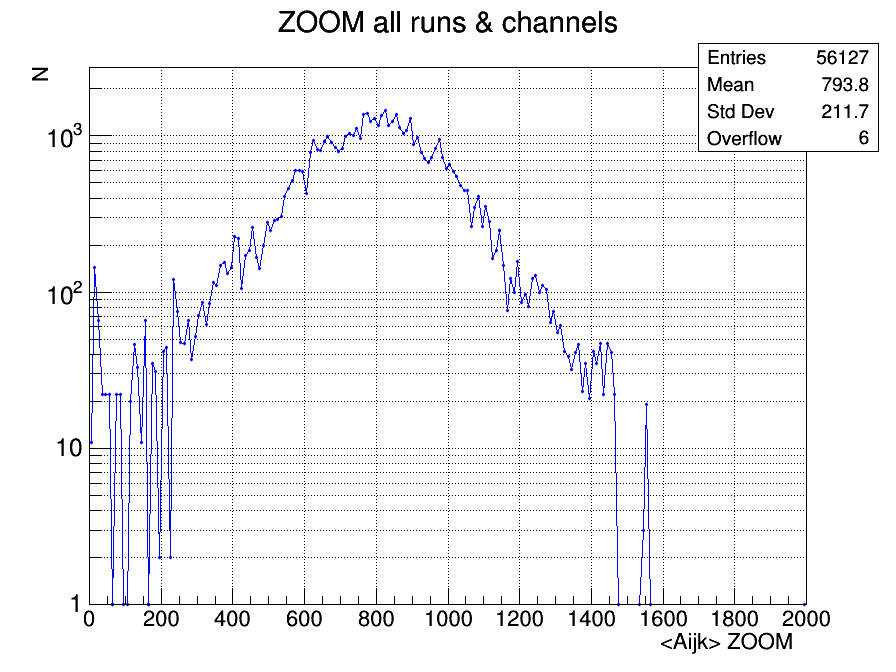 ZOOM all runs & channels
Entries 56127
Mean 793.8
Std Dev 211.7
Overflow 6
N
10³
10²
10
1
0 200 400 600 800 1000 1200 1400 1600 1800 2000
<Aijk> ZOOM